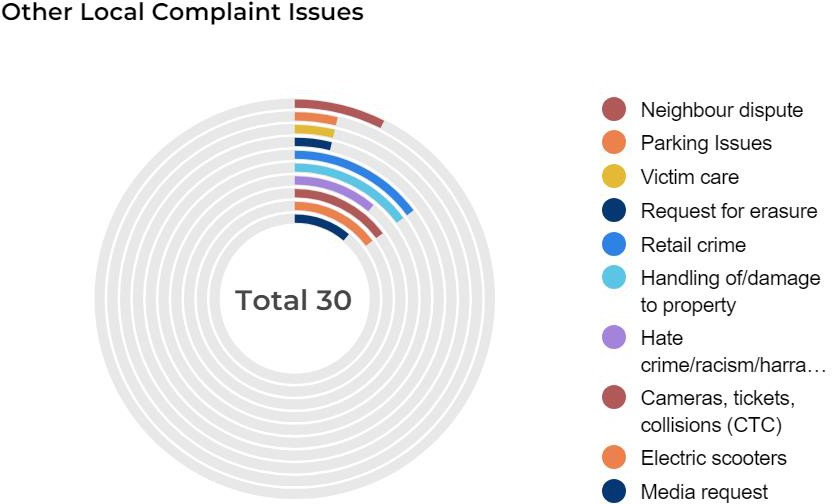 Other Local Complaint Issues
Total 30
Neighbour dispute
Parking Issues
Victim care
Request for erasure
Retail crime
Handling of/damage
to property
Hate
crime/racism/harra...
Cameras, tickets,
collisions (CTC)
Electric scooters
Media request